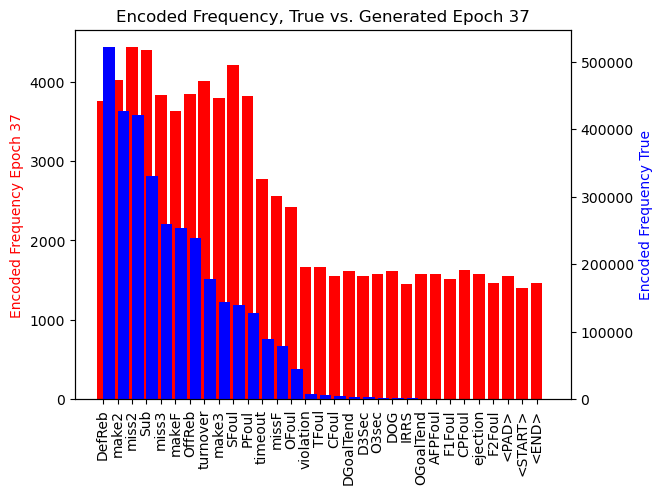 Encoded Frequency, True vs. Generated Epoch 37
Encoded Frequency Epoch 37
4000
3000
2000
1000
0
Encoded Frequency True
500000
400000
300000
200000
100000
0
DefReb
make2
miss2
Sub
miss3
makeF
OffReb
turnover
make3
SFoul
PFoul
timeout
missF
OFoul
violation
TFoul
CFoul
DGoalTend
D3Sec
O3sec
DOG
IRRS
OGoalTend
AFPFoul
F1Foul
CPFoul
ejection
F2Foul
<PAD>
<START>
<END>